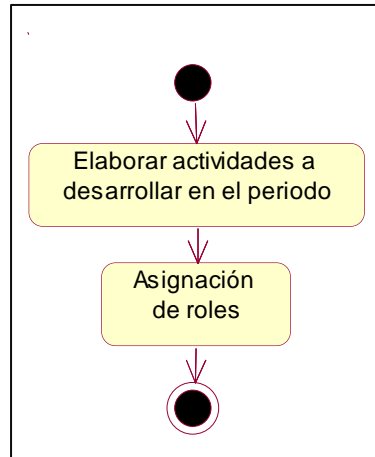 Elaborar actividades a
desarrollar en el periodo
Asignación
de roles